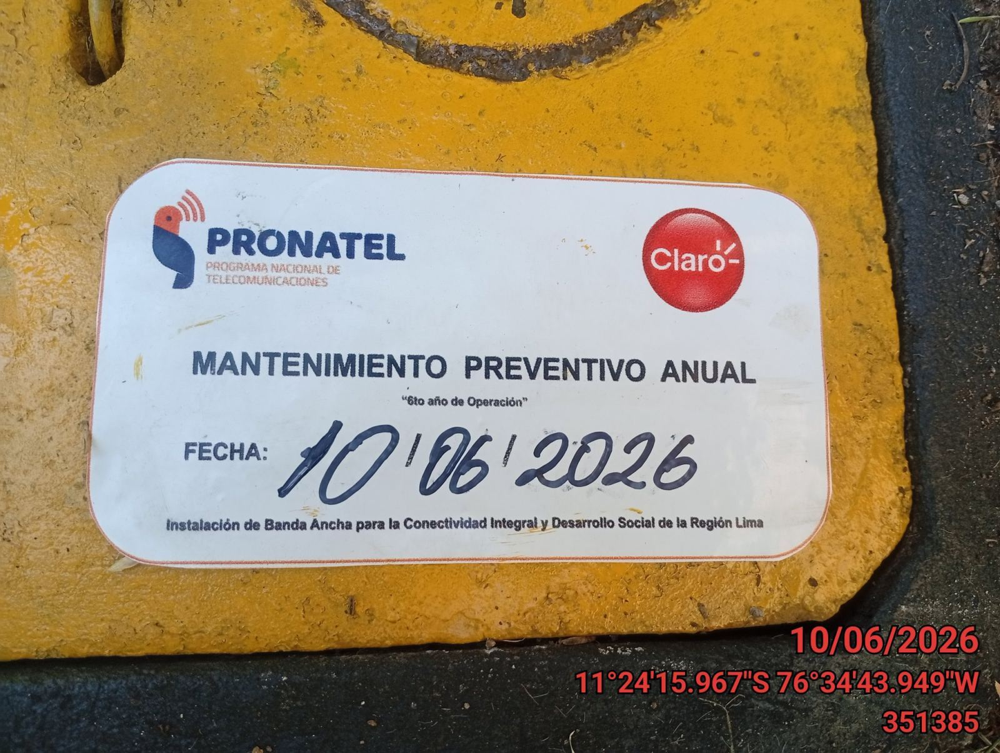 PRONATEL
PROGRAMA NACIONAL DE
TELECOMUNICACIONES
Claro
MANTENIMIENTO PREVENTIVO ANUAL
“6to año de Operación”
FECHA: 10/06/2026
Instalación de Banda Ancha para la Conectividad Integral y Desarrollo Social de la Región Lima
10/06/2026
11°24'15.967"S 76°34'43.949"W
351385